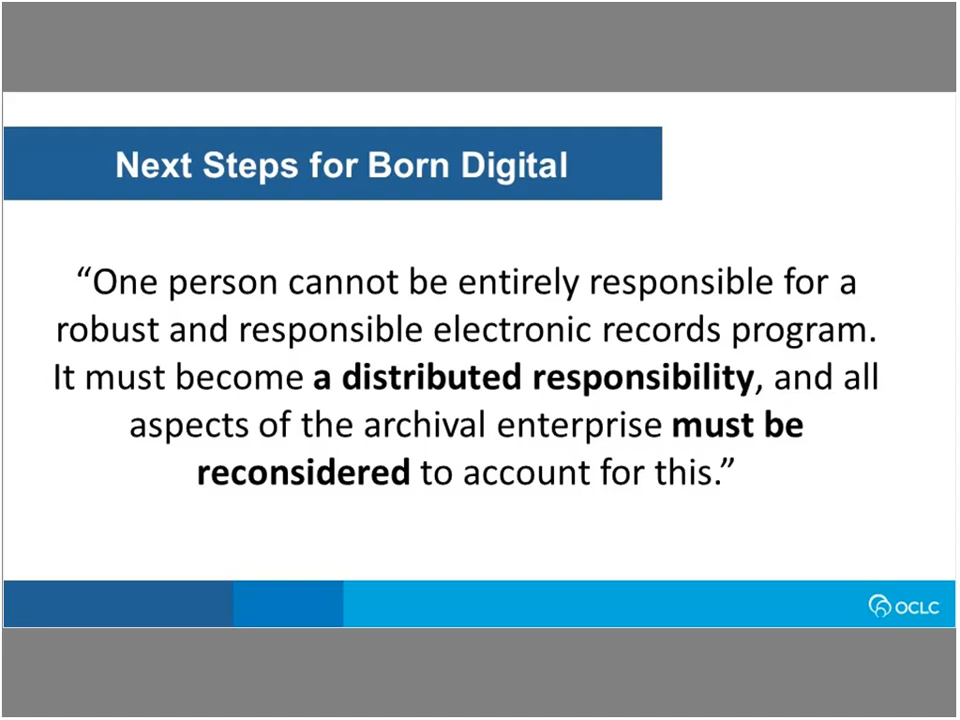 Next Steps for Born Digital
“One person cannot be entirely responsible for a
robust and responsible electronic records program.
It must become a distributed responsibility, and all
aspects of the archival enterprise must be
reconsidered to account for this.”
OCLC